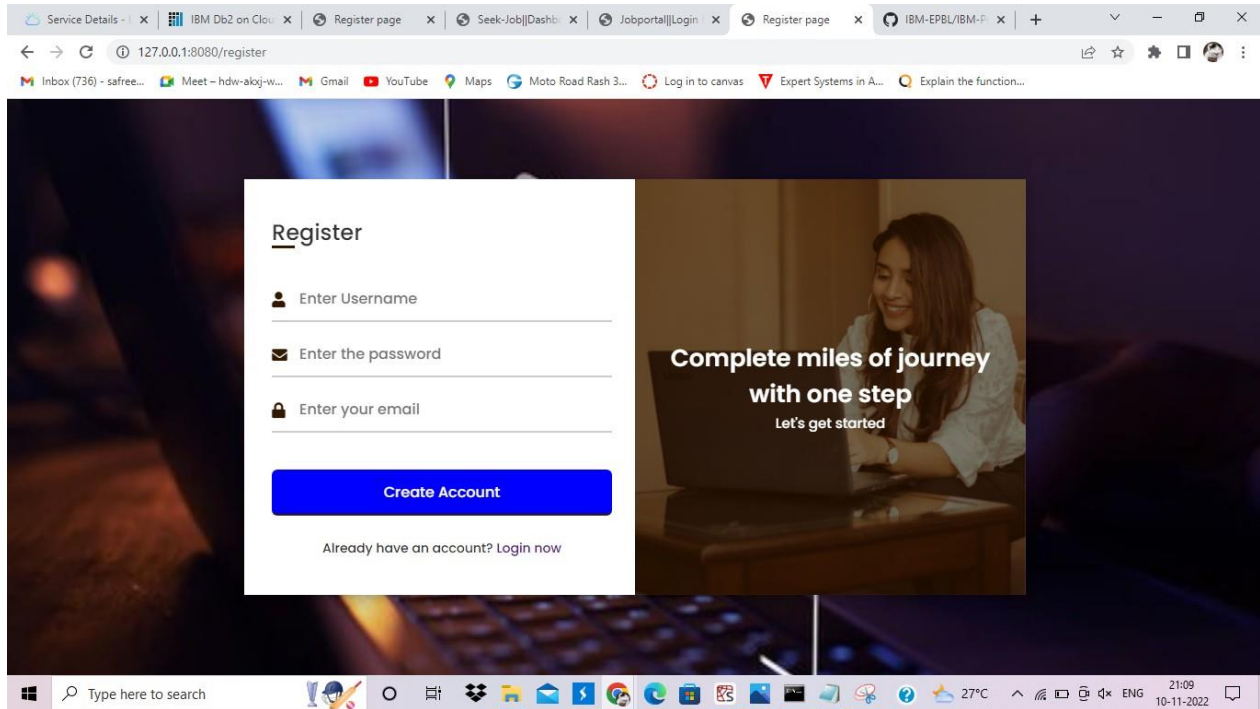 Service Details - I
IBM Db2 on Clou
Register page
Seek-Job||Dashb
Jobportal||Login
Register page
IBM-EPBL/IBM-P
127.0.0.1:8080/register
Inbox (736) - safree...
Meet – hdw-akxj-w...
Gmail
YouTube
Maps
Moto Road Rash 3...
Log in to canvas
Expert Systems in A...
Explain the function...
Register
Enter Username
Enter the password
Enter your email
Create Account
Already have an account? Login now
Complete miles of journey
with one step
Let's get started
Type here to search
27°C
ENG
21:09
10-11-2022